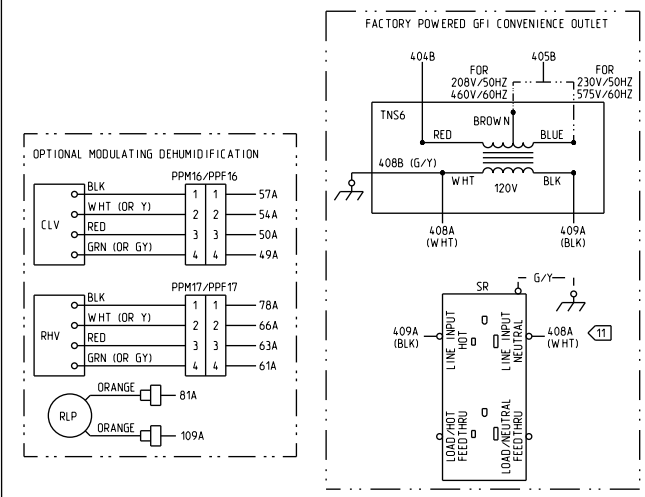 FACTORY POWERED GFI CONVENIENCE OUTLET
404B
405B
FOR
208V/50HZ
460V/60HZ
FOR
230V/50HZ
575V/60HZ
TNS6
BROWN
RED
BLUE
408B (G/Y)
WHT
120V
BLK
408A
(WHT)
409A
(BLK)
OPTIONAL MODULATING DEHUMIDIFICATION
PPM16/PPF16
CLV
BLK
1 1
57A
WHT (OR Y)
2 2
54A
RED
3 3
50A
GRN (OR GY)
4 4
49A
PPM17/PPF17
RHV
BLK
1 1
78A
WHT (OR Y)
2 2
66A
RED
3 3
63A
GRN (OR GY)
4 4
61A
RLP
ORANGE
81A
ORANGE
109A
SR
G/Y
409A
(BLK)
LINE INPUT
HOT
LINE INPUT
NEUTRAL
408A
(WHT)
11
LOAD/HOT
FEEDTHRU
LOAD/NEUTRAL
FEEDTHRU